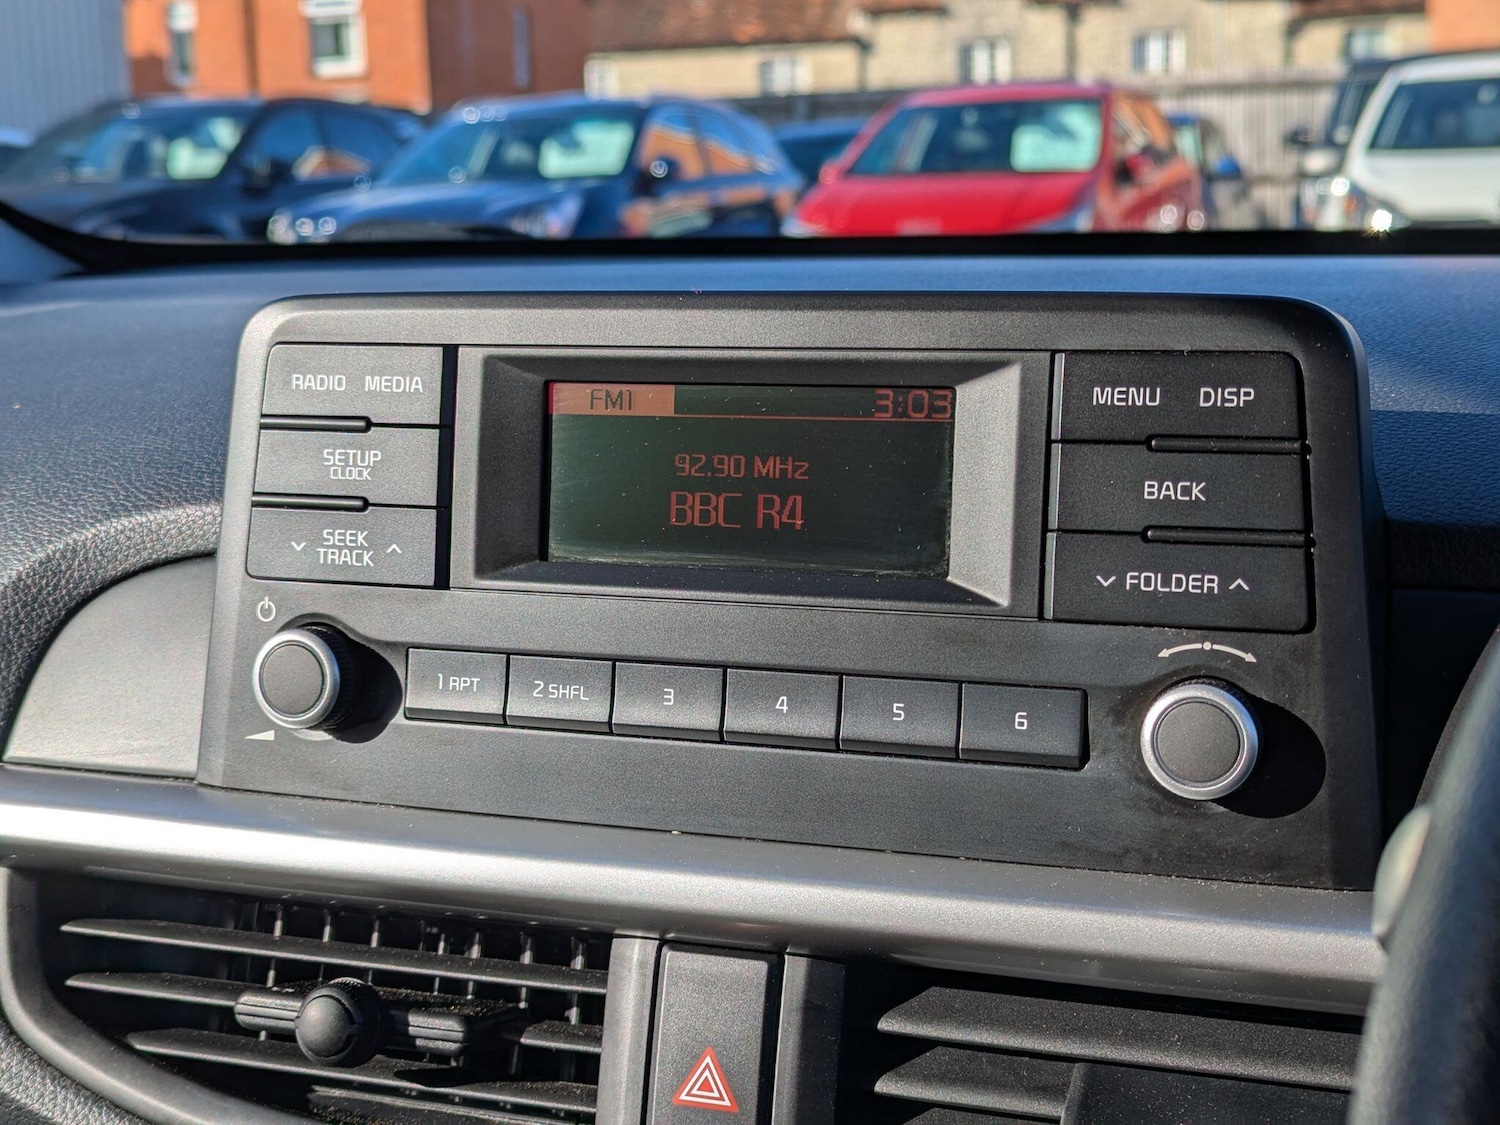 RADIO MEDIA
SETUP
CLOCK
SEEK
TRACK
FM1 3:03
92.90 MHz
BBC R4
MENU DISP
BACK
FOLDER
1 RPT 2 SHFL 3 4 5 6